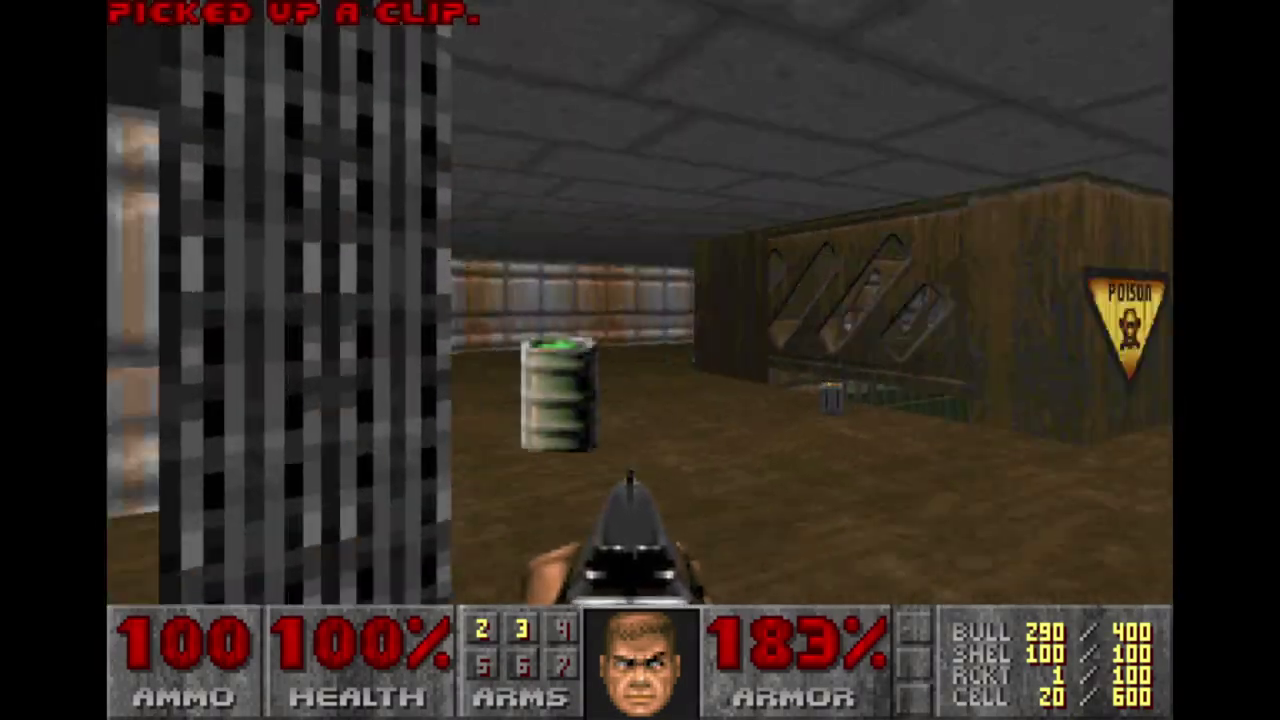 PICKED UP A CLIP.
POISON
100 100% 2 3 4 183% BULL 290 / 400
5 6 7 SHEL 100 / 100
RCKT 1 / 100
AMMO HEALTH ARMS ARMOR CELL 20 / 600